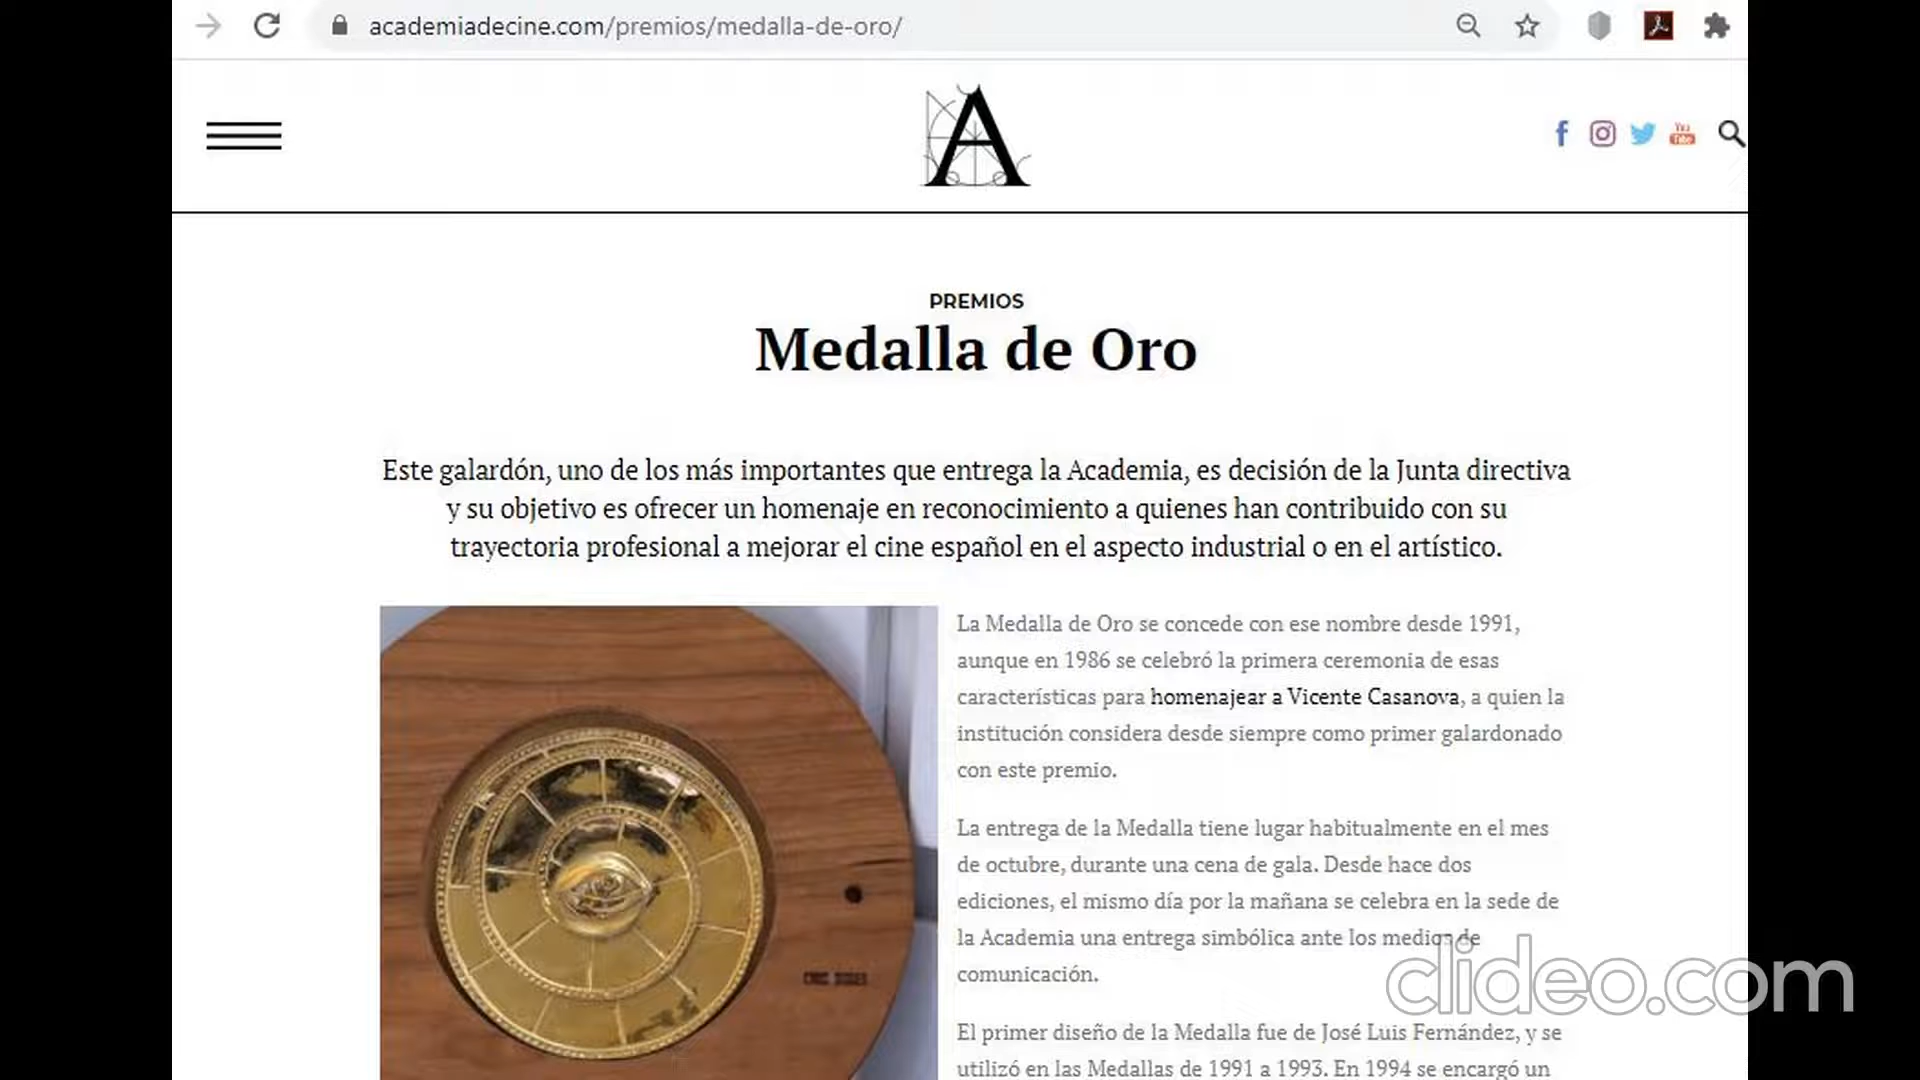 academiadecine.com/premios/medalla-de-oro/
A
f
You
Tube
PREMIOS
Medalla de Oro
Este galardón, uno de los más importantes que entrega la Academia, es decisión de la Junta directiva
y su objetivo es ofrecer un homenaje en reconocimiento a quienes han contribuido con su
trayectoria profesional a mejorar el cine español en el aspecto industrial o en el artístico.
La Medalla de Oro se concede con ese nombre desde 1991,
aunque en 1986 se celebró la primera ceremonia de esas
características para homenajear a Vicente Casanova, a quien la
institución considera desde siempre como primer galardonado
con este premio.
La entrega de la Medalla tiene lugar habitualmente en el mes
de octubre, durante una cena de gala. Desde hace dos
ediciones, el mismo día por la mañana se celebra en la sede de
la Academia una entrega simbólica ante los medios de
comunicación.
El primer diseño de la Medalla fue de José Luis Fernández, y se
utilizó en las Medallas de 1991 a 1993. En 1994 se encargó un
clideo.com